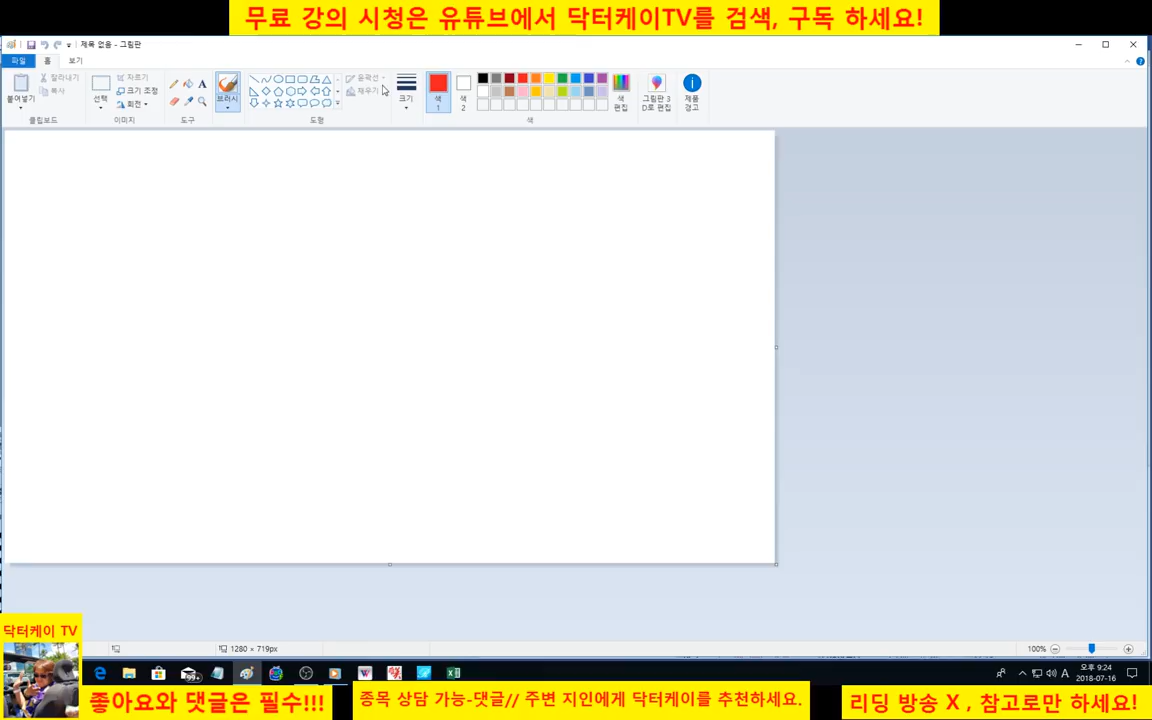 무료 강의 시청은 유튜브에서 닥터케이TV를 검색, 구독 하세요!
제목 없음 - 그림판
파일 홈 보기
붙여넣기
잘라내기
복사
클립보드
선택
자르기
크기 조정
회전
이미지
A
도구
브러시
윤곽선
채우기
도형
크기
색 1
색 2
색 편집
색
그림판 3D로 편집
제품 경고
닥터케이 TV
1280 × 719px
100%
99+
A
오후 9:24
2018-07-16
좋아요와 댓글은 필수!!!
종목 상담 가능-댓글// 주변 지인에게 닥터케이를 추천하세요.
리딩 방송 X , 참고로만 하세요!